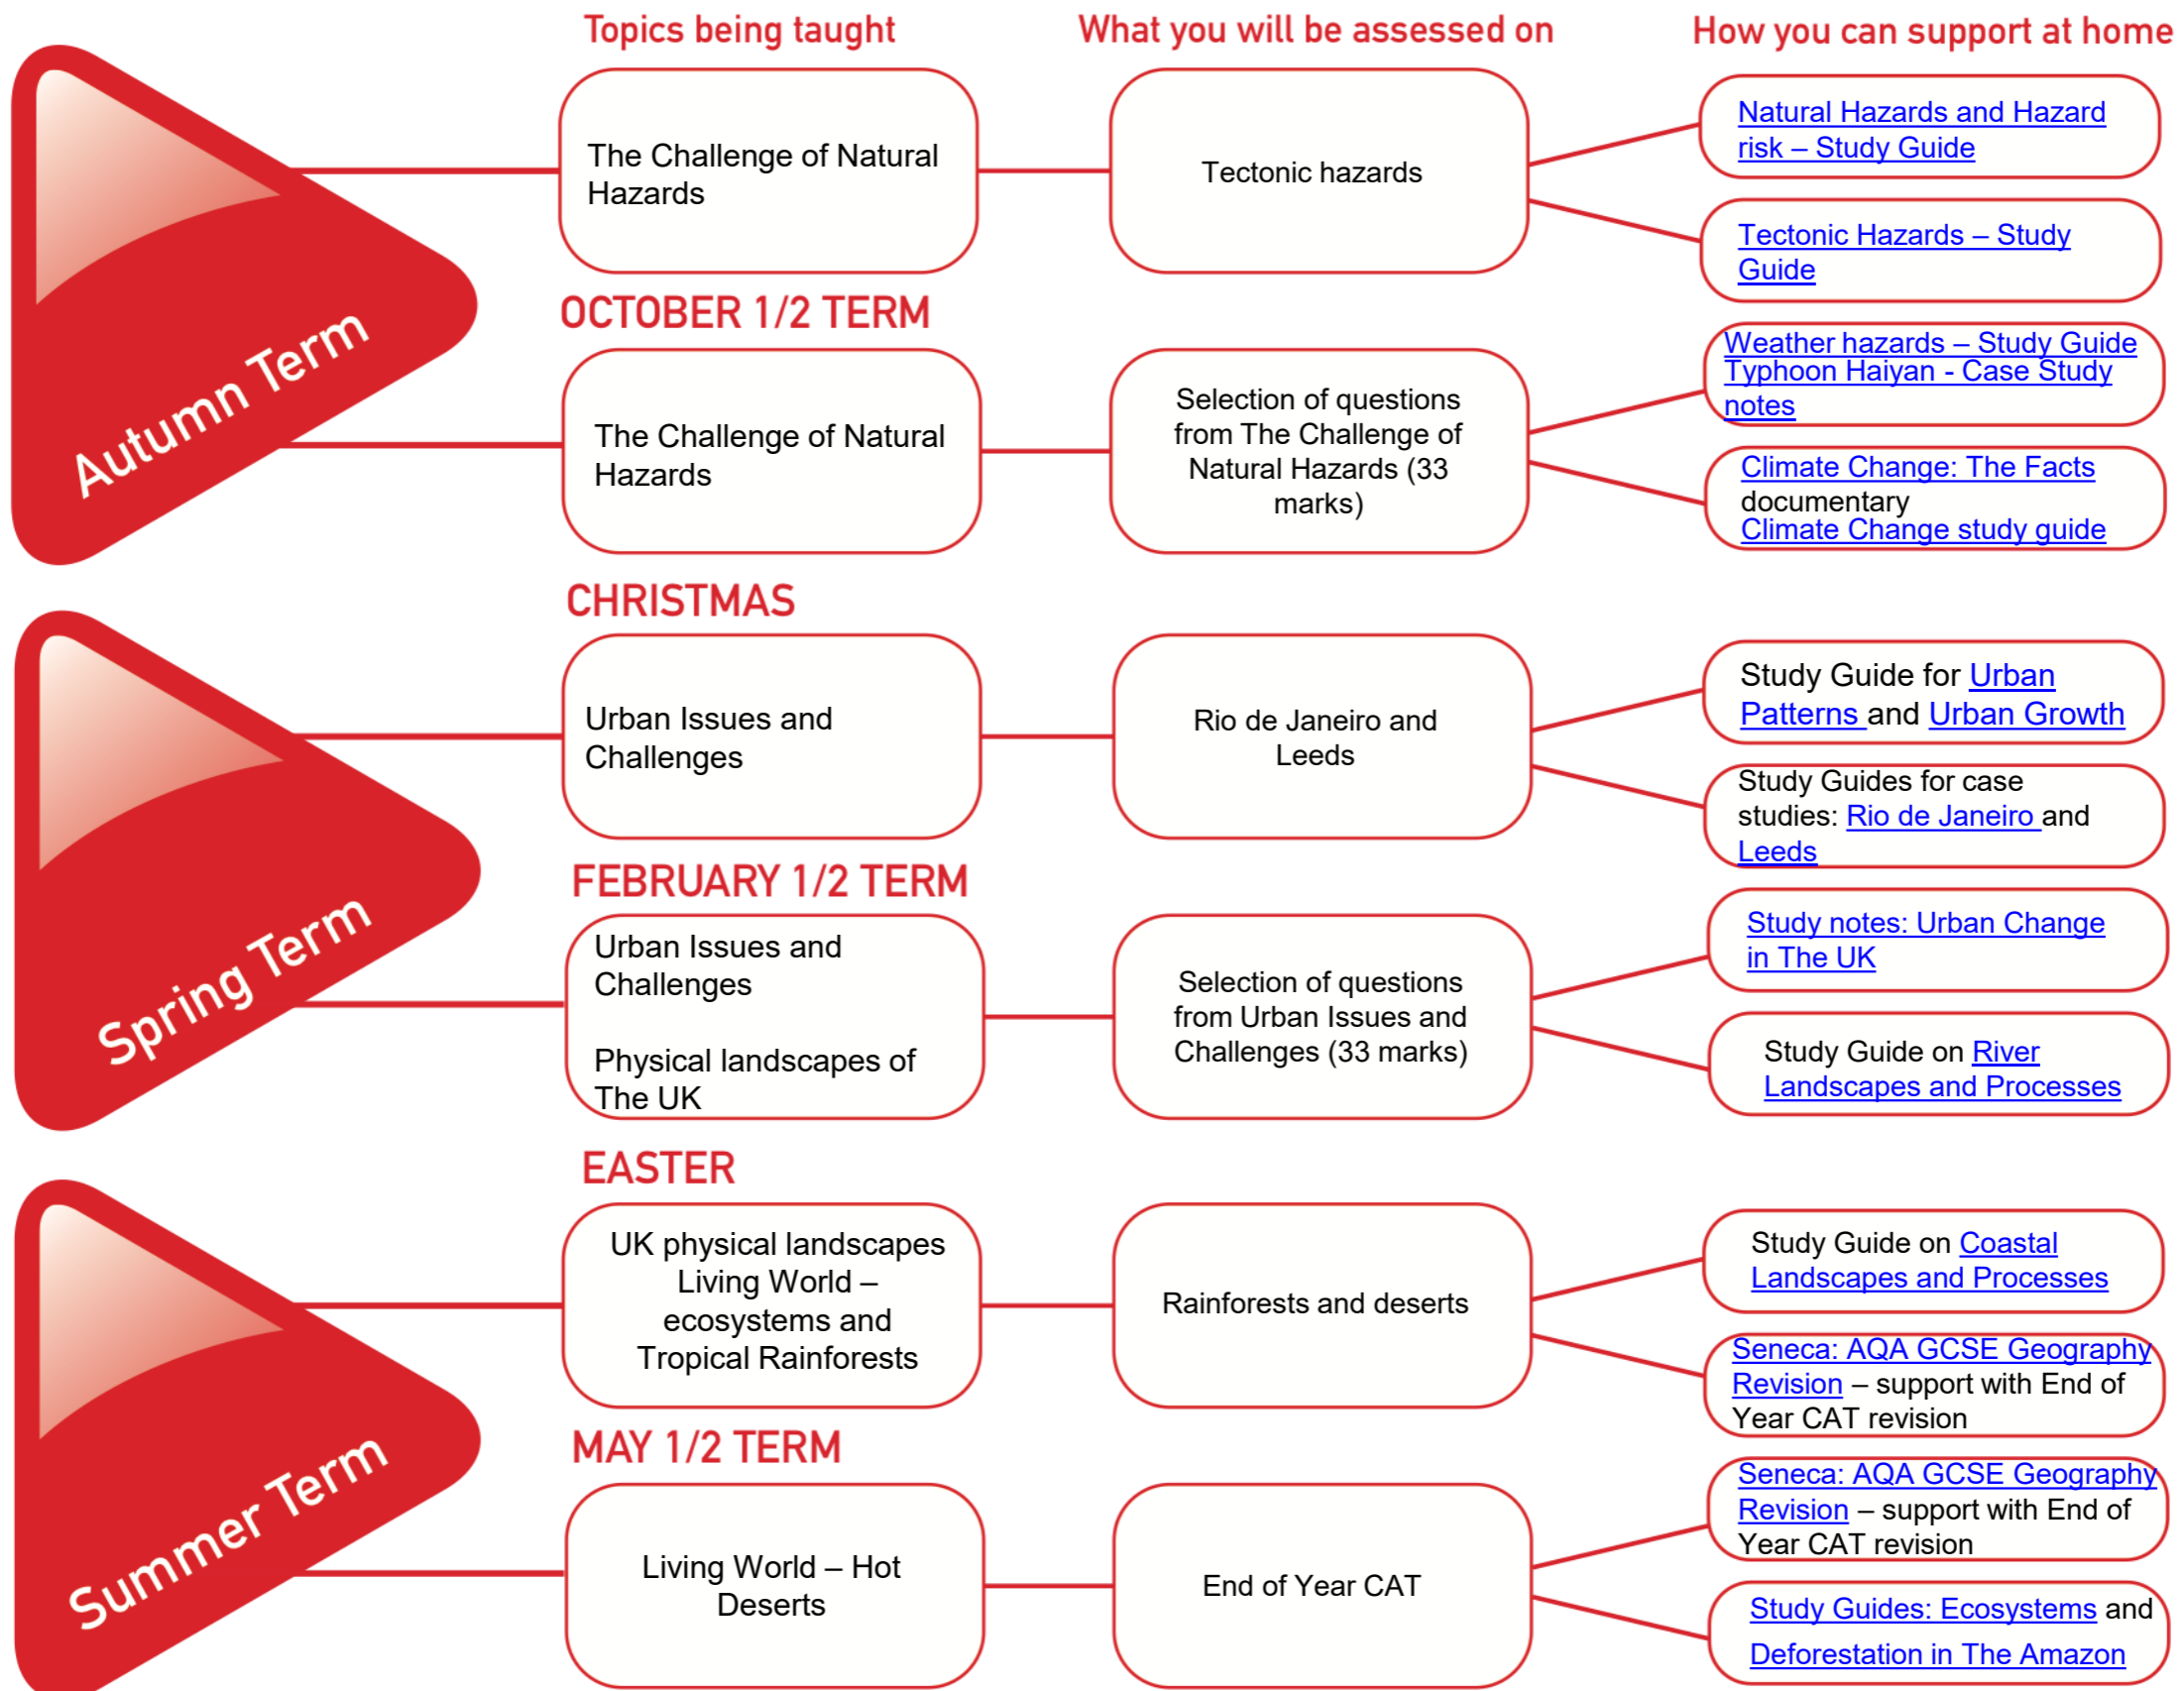 Topics being taught
What you will be assessed on
How you can support at home
Autumn Term
The Challenge of Natural
Hazards
Tectonic hazards
Natural Hazards and Hazard
risk – Study Guide
Tectonic Hazards – Study
Guide
OCTOBER 1/2 TERM
The Challenge of Natural
Hazards
Selection of questions
from The Challenge of
Natural Hazards (33
marks)
Weather hazards – Study Guide
Typhoon Haiyan - Case Study
notes
Climate Change: The Facts
documentary
Climate Change study guide
CHRISTMAS
Spring Term
Urban Issues and
Challenges
Rio de Janeiro and
Leeds
Study Guide for Urban
Patterns and Urban Growth
Study Guides for case
studies: Rio de Janeiro and
Leeds
FEBRUARY 1/2 TERM
Urban Issues and
Challenges
Physical landscapes of
The UK
Selection of questions
from Urban Issues and
Challenges (33 marks)
Study notes: Urban Change
in The UK
Study Guide on River
Landscapes and Processes
EASTER
Summer Term
UK physical landscapes
Living World –
ecosystems and
Tropical Rainforests
Rainforests and deserts
Study Guide on Coastal
Landscapes and Processes
Seneca: AQA GCSE Geography
Revision – support with End of
Year CAT revision
MAY 1/2 TERM
Living World – Hot
Deserts
End of Year CAT
Seneca: AQA GCSE Geography
Revision – support with End of
Year CAT revision
Study Guides: Ecosystems and
Deforestation in The Amazon